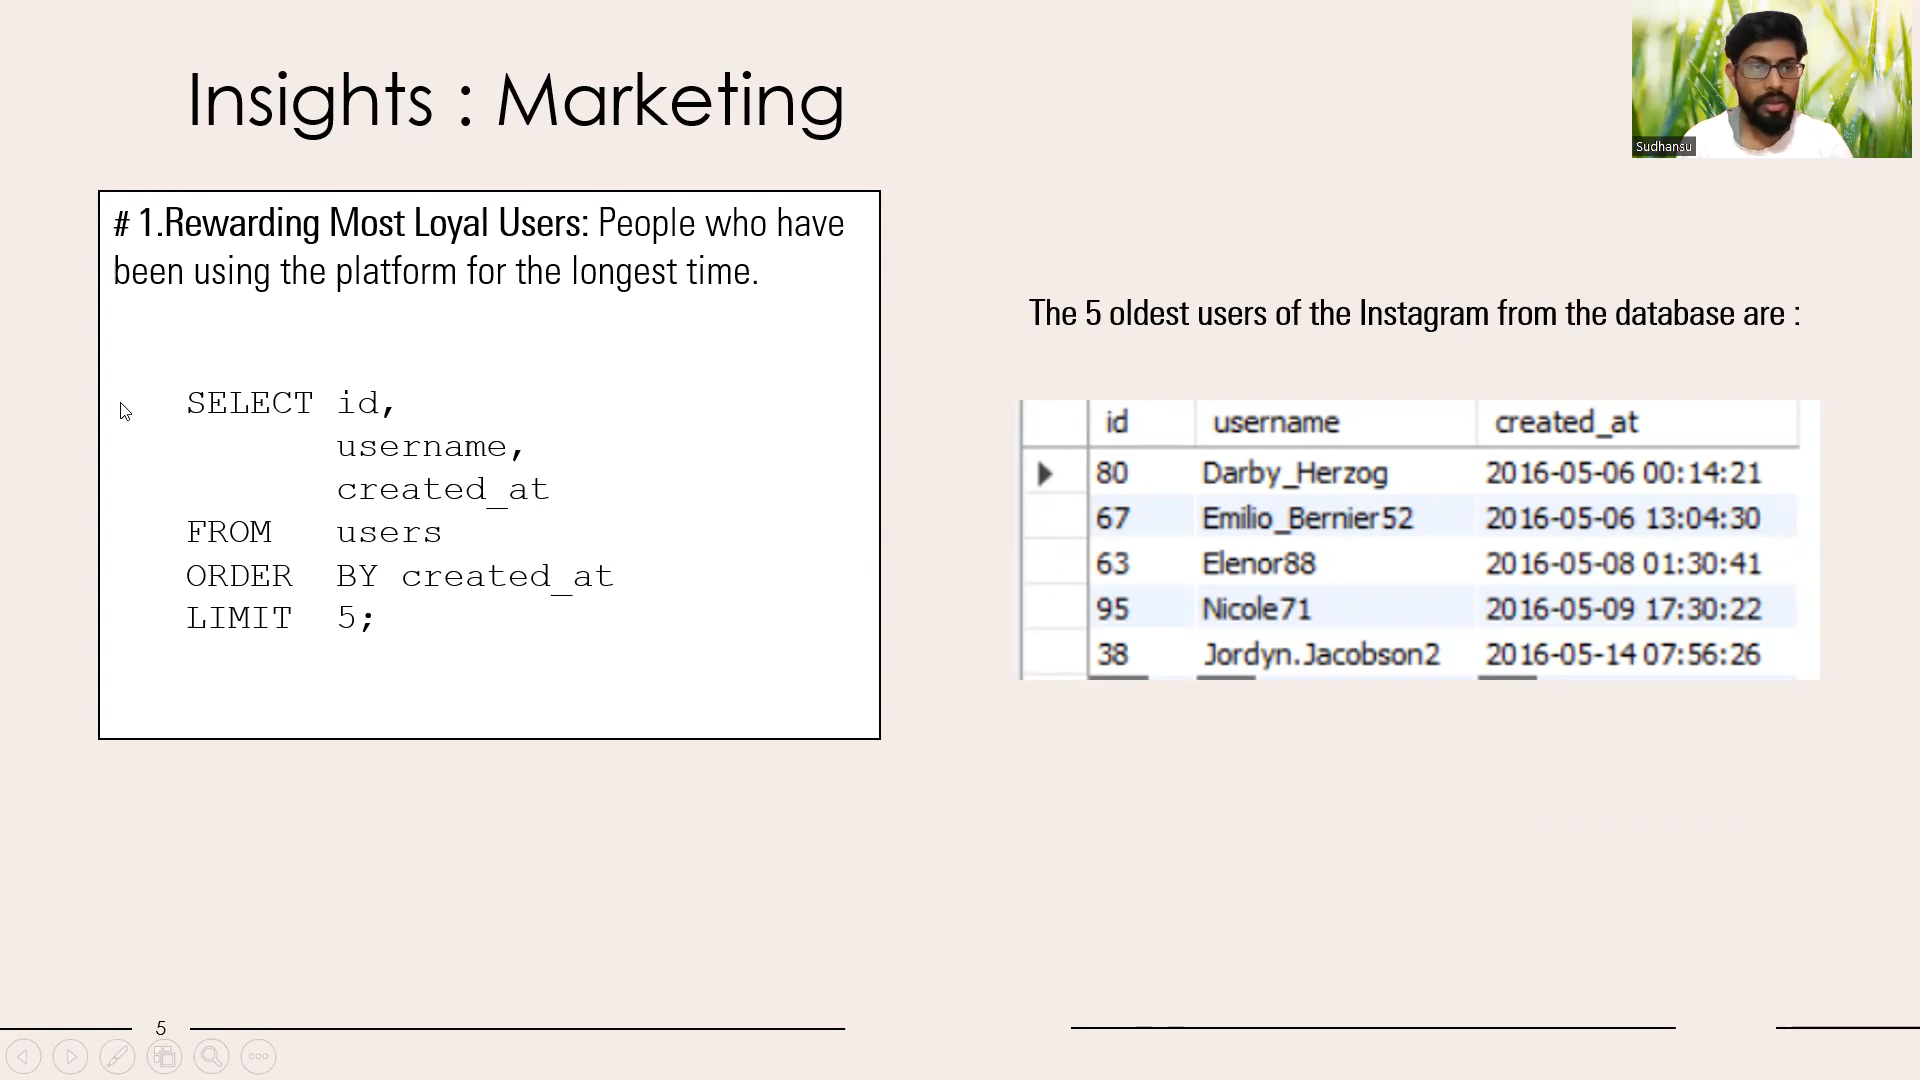 Insights : Marketing
Sudhansu
# 1.Rewarding Most Loyal Users: People who have
been using the platform for the longest time.
SELECT id,
username,
created_at
FROM users
ORDER BY created_at
LIMIT 5;
The 5 oldest users of the Instagram from the database are :
id username created_at
80 Darby_Herzog 2016-05-06 00:14:21
67 Emilio_Bernier52 2016-05-06 13:04:30
63 Elenor88 2016-05-08 01:30:41
95 Nicole71 2016-05-09 17:30:22
38 Jordyn.Jacobson2 2016-05-14 07:56:26
5